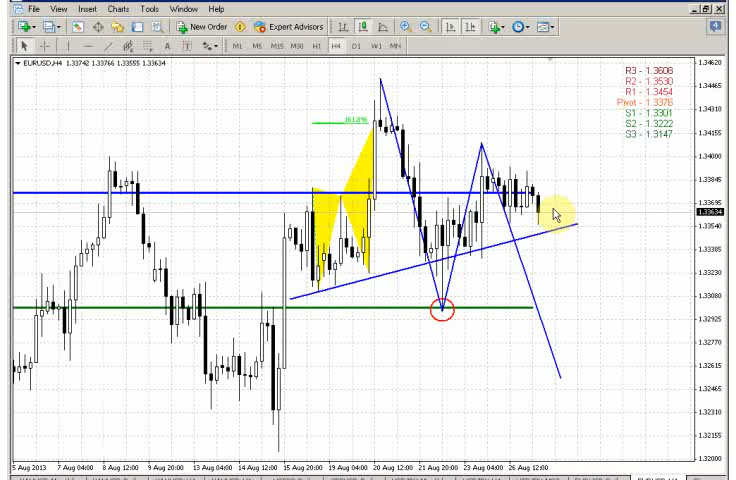 File View Insert Charts Tools Window Help
New Order Expert Advisors 4
A T M1 M5 M15 M30 H1 H4 D1 W1 MN
EURUSD,H4 1.33742 1.33766 1.33555 1.33634
R3 - 1.3608
R2 - 1.3530
R1 - 1.3454
Pivot - 1.3376
S1 - 1.3301
S2 - 1.3222
S3 - 1.3147
161.8%
1.34620
1.34465
1.34310
1.34155
1.34000
1.33845
1.33695
1.33634
1.33540
1.33385
1.33230
1.33080
1.32925
1.32770
1.32615
1.32465
1.32310
1.32155
1.32000
5 Aug 2013 7 Aug 04:00 8 Aug 12:00 9 Aug 20:00 13 Aug 04:00 14 Aug 12:00 15 Aug 20:00 19 Aug 04:00 20 Aug 12:00 21 Aug 20:00 23 Aug 04:00 26 Aug 12:00